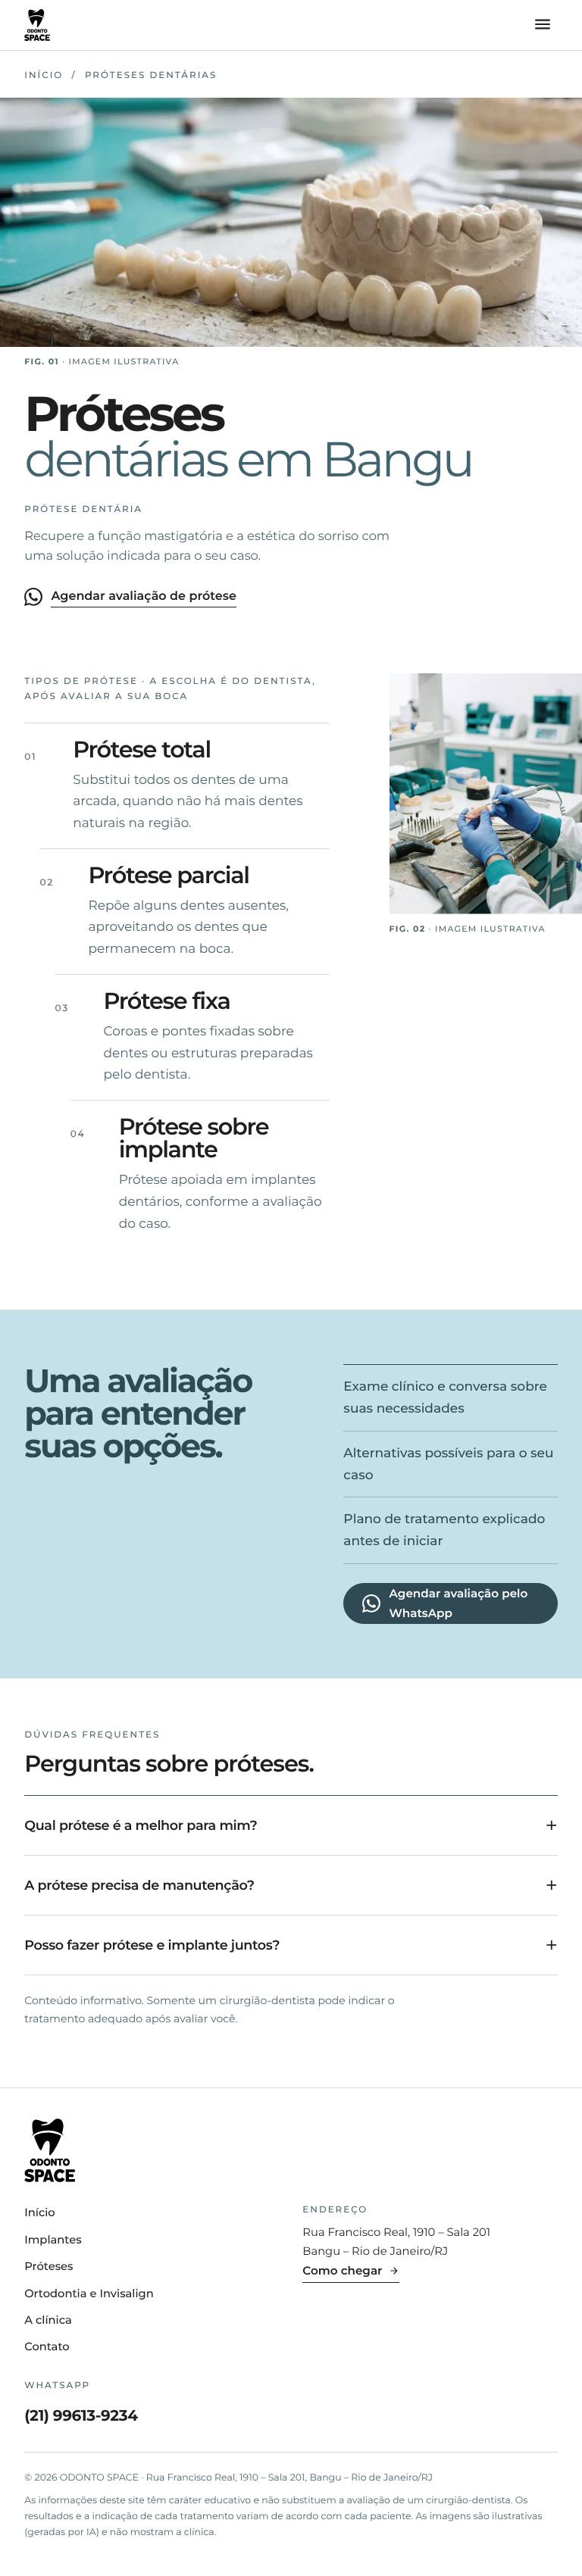 ODONTO
SPACE
INÍCIO / PRÓTESES DENTÁRIAS
FIG. 01 · IMAGEM ILUSTRATIVA
Próteses
dentárias em Bangu
PRÓTESE DENTÁRIA
Recupere a função mastigatória e a estética do sorriso com
uma solução indicada para o seu caso.
Agendar avaliação de prótese
TIPOS DE PRÓTESE · A ESCOLHA É DO DENTISTA,
APÓS AVALIAR A SUA BOCA
01
Prótese total
Substitui todos os dentes de uma
arcada, quando não há mais dentes
naturais na região.
02
Prótese parcial
Repõe alguns dentes ausentes,
aproveitando os dentes que
permanecem na boca.
03
Prótese fixa
Coroas e pontes fixadas sobre
dentes ou estruturas preparadas
pelo dentista.
04
Prótese sobre
implante
Prótese apoiada em implantes
dentários, conforme a avaliação
do caso.
FIG. 02 · IMAGEM ILUSTRATIVA
Uma avaliação
para entender
suas opções.
Exame clínico e conversa sobre
suas necessidades
Alternativas possíveis para o seu
caso
Plano de tratamento explicado
antes de iniciar
Agendar avaliação pelo
WhatsApp
DÚVIDAS FREQUENTES
Perguntas sobre próteses.
Qual prótese é a melhor para mim? +
A prótese precisa de manutenção? +
Posso fazer prótese e implante juntos? +
Conteúdo informativo. Somente um cirurgião-dentista pode indicar o
tratamento adequado após avaliar você.
ODONTO
SPACE
Início
Implantes
Próteses
Ortodontia e Invisalign
A clínica
Contato
ENDEREÇO
Rua Francisco Real, 1910 – Sala 201
Bangu – Rio de Janeiro/RJ
Como chegar →
WHATSAPP
(21) 99613-9234
© 2026 ODONTO SPACE · Rua Francisco Real, 1910 – Sala 201, Bangu – Rio de Janeiro/RJ
As informações deste site têm caráter educativo e não substituem a avaliação de um cirurgião-dentista. Os
resultados e a indicação de cada tratamento variam de acordo com cada paciente. As imagens são ilustrativas
(geradas por IA) e não mostram a clínica.